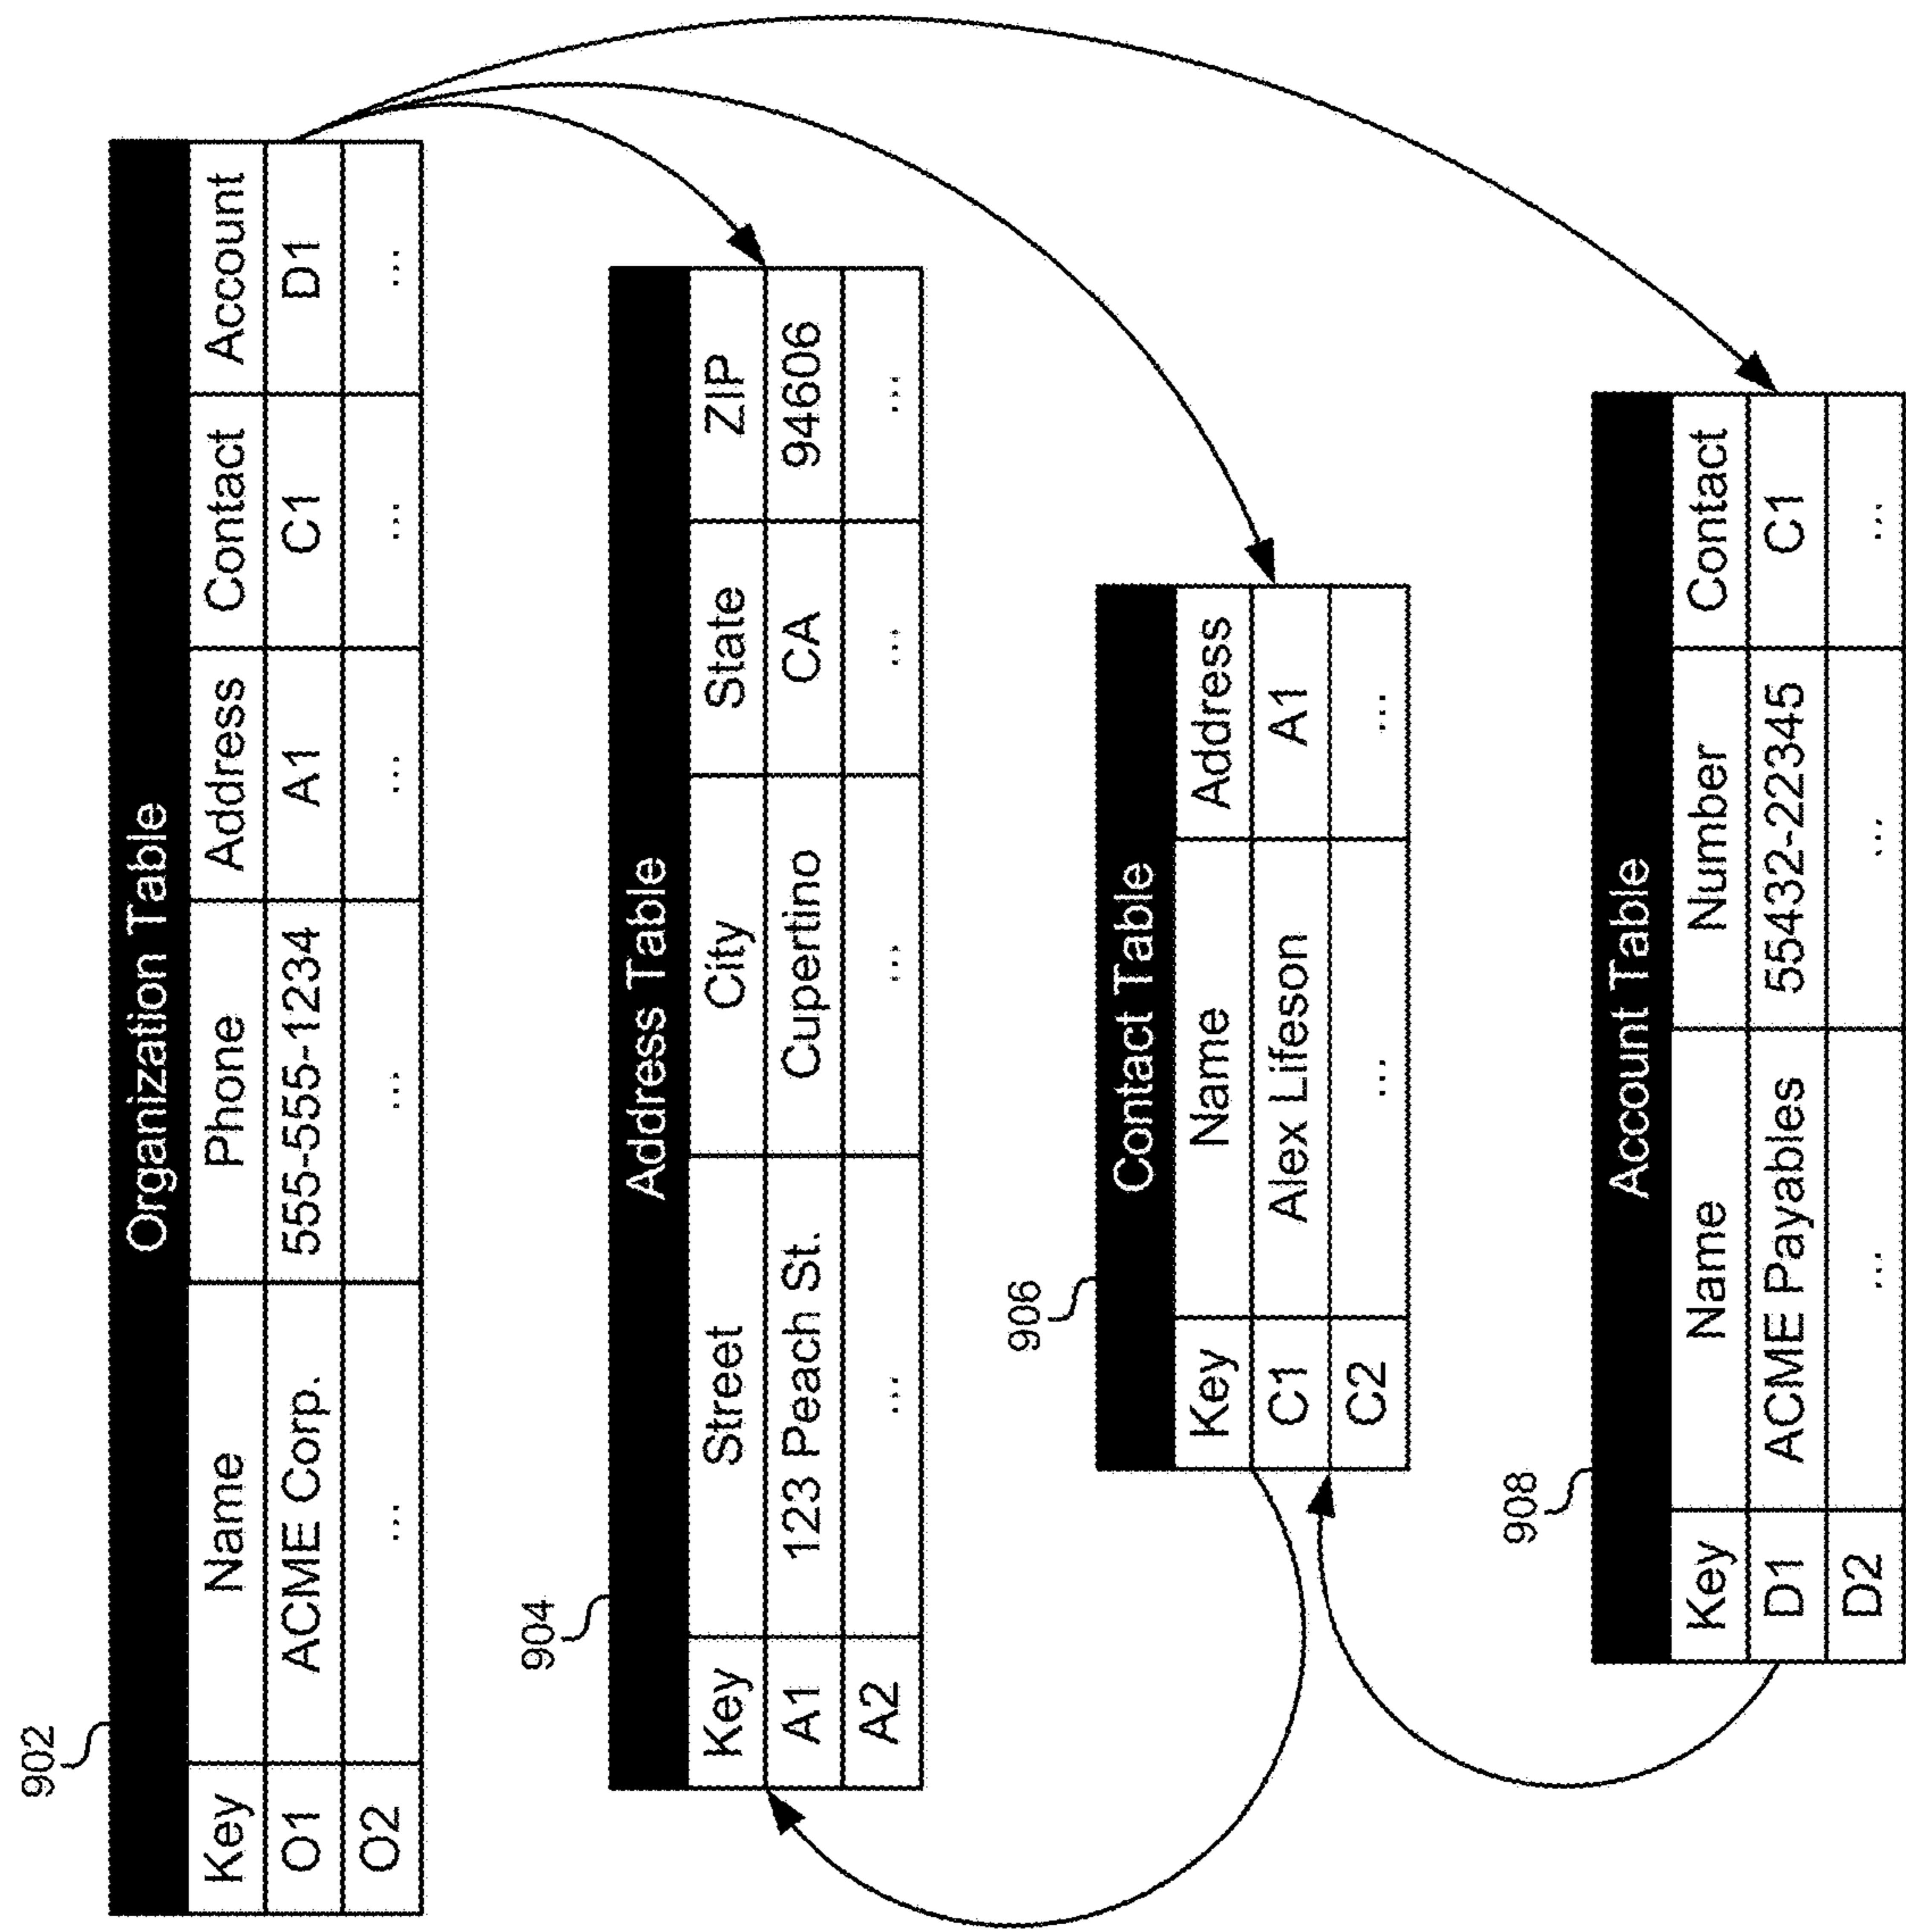 902
Organization Table
Key Name Phone Address Contact Account
O1 ACME Corp. 555-555-1234 A1 C1 D1
O2 ... ... ... ... ...
904
Address Table
Key Street City State ZIP
A1 123 Peach St. Cupertino CA 94606
A2 ... ... ... ...
906
Contact Table
Key Name Address
C1 Alex Lifeson A1
C2 ... ...
908
Account Table
Key Name Number Contact
D1 ACME Payables 55432-22345 C1
D2 ... ... ...